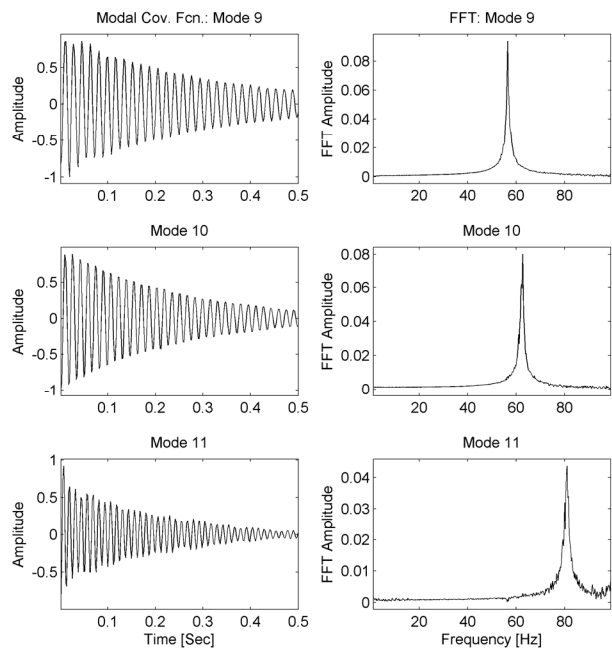 Modal Cov. Fcn.: Mode 9
FFT: Mode 9
Amplitude
0.5
0
-0.5
-1
0.1 0.2 0.3 0.4 0.5
FFT Amplitude
0.08
0.06
0.04
0.02
0
20 40 60 80
Mode 10
Mode 10
Amplitude
0.5
0
-0.5
-1
0.1 0.2 0.3 0.4 0.5
FFT Amplitude
0.08
0.06
0.04
0.02
0
20 40 60 80
Mode 11
Mode 11
Amplitude
1
0.5
0
-0.5
0.1 0.2 0.3 0.4 0.5
Time [Sec]
FFT Amplitude
0.04
0.03
0.02
0.01
0
20 40 60 80
Frequency [Hz]